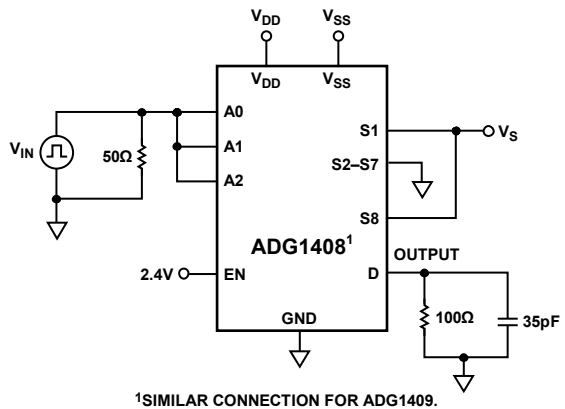 VDD
VSS
VDD
VSS
A0
A1
A2
VIN
50Ω
S1
VS
S2–S7
S8
ADG1408¹
OUTPUT
2.4V
EN
D
GND
100Ω
35pF
¹SIMILAR CONNECTION FOR ADG1409.